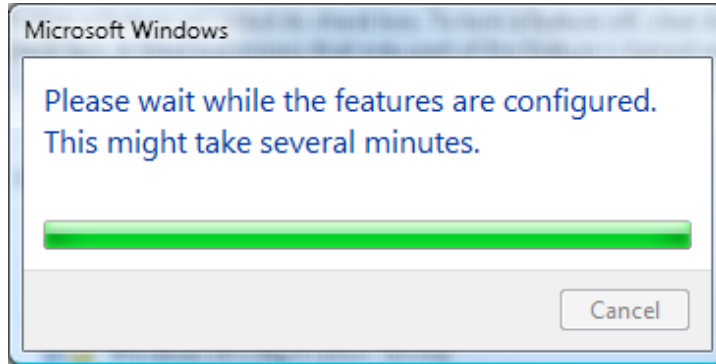 Microsoft Windows
Please wait while the features are configured.
This might take several minutes.
Cancel